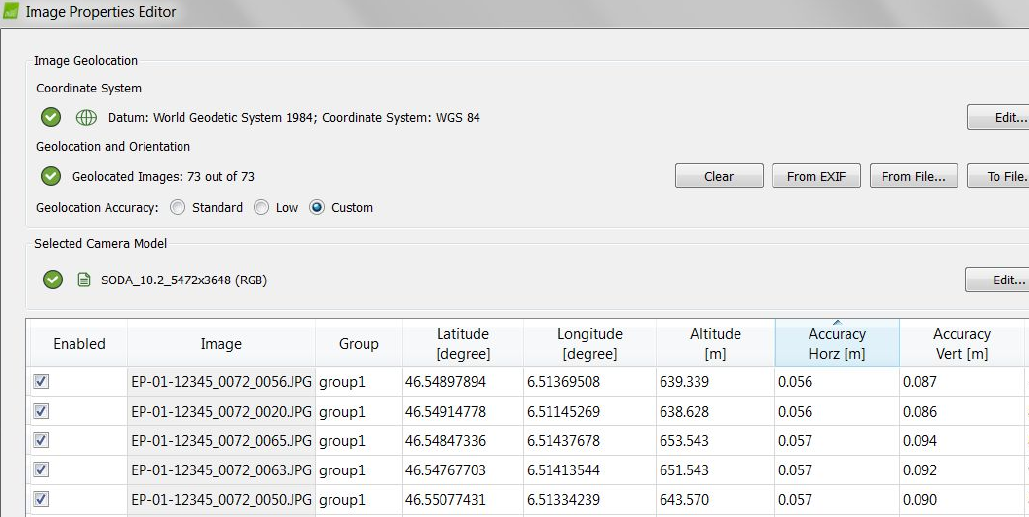 Image Properties Editor
Image Geolocation
Coordinate System
Datum: World Geodetic System 1984; Coordinate System: WGS 84
Edit...
Geolocation and Orientation
Geolocated Images: 73 out of 73
Clear
From EXIF
From File...
To File.
Geolocation Accuracy: Standard Low Custom
Selected Camera Model
SODA_10.2_5472x3648 (RGB)
Edit...
Enabled Image Group Latitude [degree] Longitude [degree] Altitude [m] Accuracy Horz [m] Accuracy Vert [m]
EP-01-12345_0072_0056.JPG group1 46.54897894 6.51369508 639.339 0.056 0.087
EP-01-12345_0072_0020.JPG group1 46.54914778 6.51145269 638.628 0.056 0.086
EP-01-12345_0072_0065.JPG group1 46.54847336 6.51437678 653.543 0.057 0.094
EP-01-12345_0072_0063.JPG group1 46.54767703 6.51413544 651.543 0.057 0.092
EP-01-12345_0072_0050.JPG group1 46.55077431 6.51334239 643.570 0.057 0.090